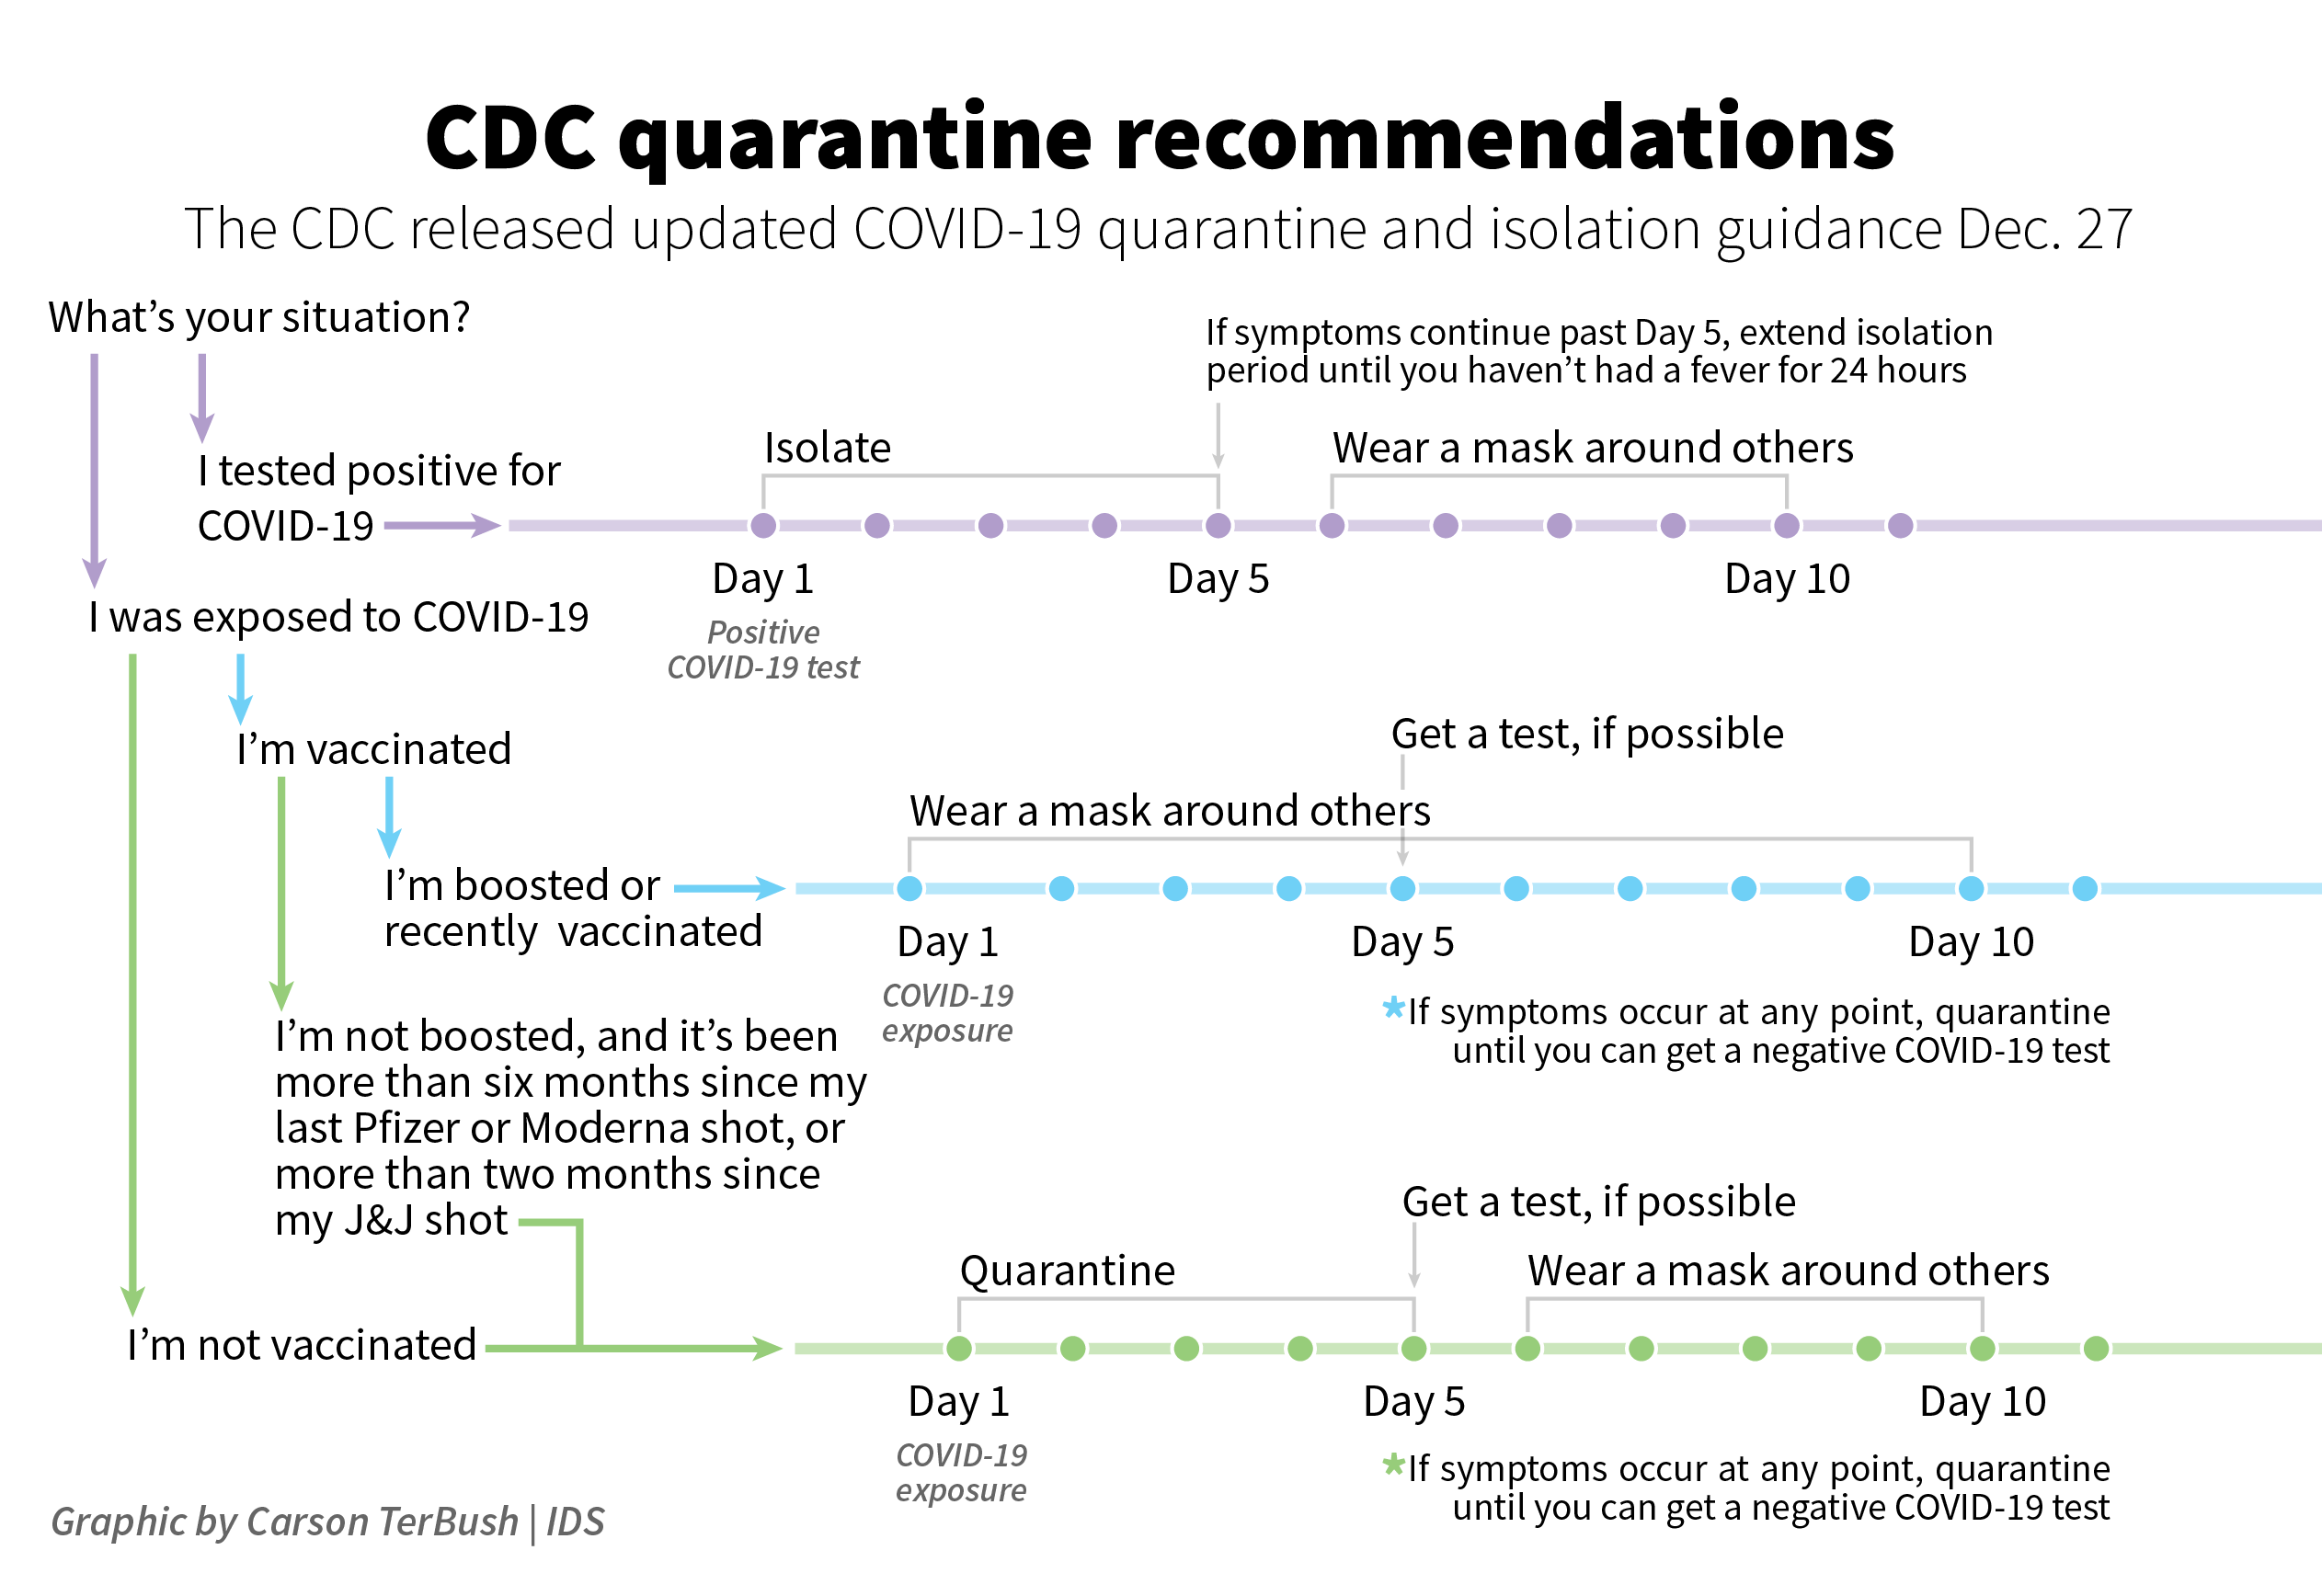 CDC quarantine recommendations
The CDC released updated COVID-19 quarantine and isolation guidance Dec. 27
What’s your situation?
If symptoms continue past Day 5, extend isolation
period until you haven’t had a fever for 24 hours
I tested positive for
COVID-19
Isolate
Wear a mask around others
Day 1
Day 5
Day 10
Positive
COVID-19 test
I was exposed to COVID-19
I’m vaccinated
Get a test, if possible
Wear a mask around others
I’m boosted or
recently vaccinated
Day 1
Day 5
Day 10
COVID-19
exposure
*If symptoms occur at any point, quarantine
until you can get a negative COVID-19 test
I’m not boosted, and it’s been
more than six months since my
last Pfizer or Moderna shot, or
more than two months since
my J&J shot
Get a test, if possible
Quarantine
Wear a mask around others
I’m not vaccinated
Day 1
Day 5
Day 10
COVID-19
exposure
*If symptoms occur at any point, quarantine
until you can get a negative COVID-19 test
Graphic by Carson TerBush | IDS